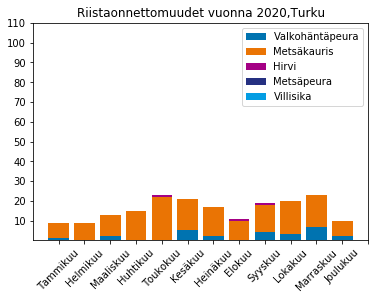 Riistaonnettomuudet vuonna 2020,Turku
110
100
90
80
70
60
50
40
30
20
10
Valkohäntäpeura
Metsäkauris
Hirvi
Metsäpeura
Villisika
Tammikuu
Helmikuu
Maaliskuu
Huhtikuu
Toukokuu
Kesäkuu
Heinäkuu
Elokuu
Syyskuu
Lokakuu
Marraskuu
Joulukuu